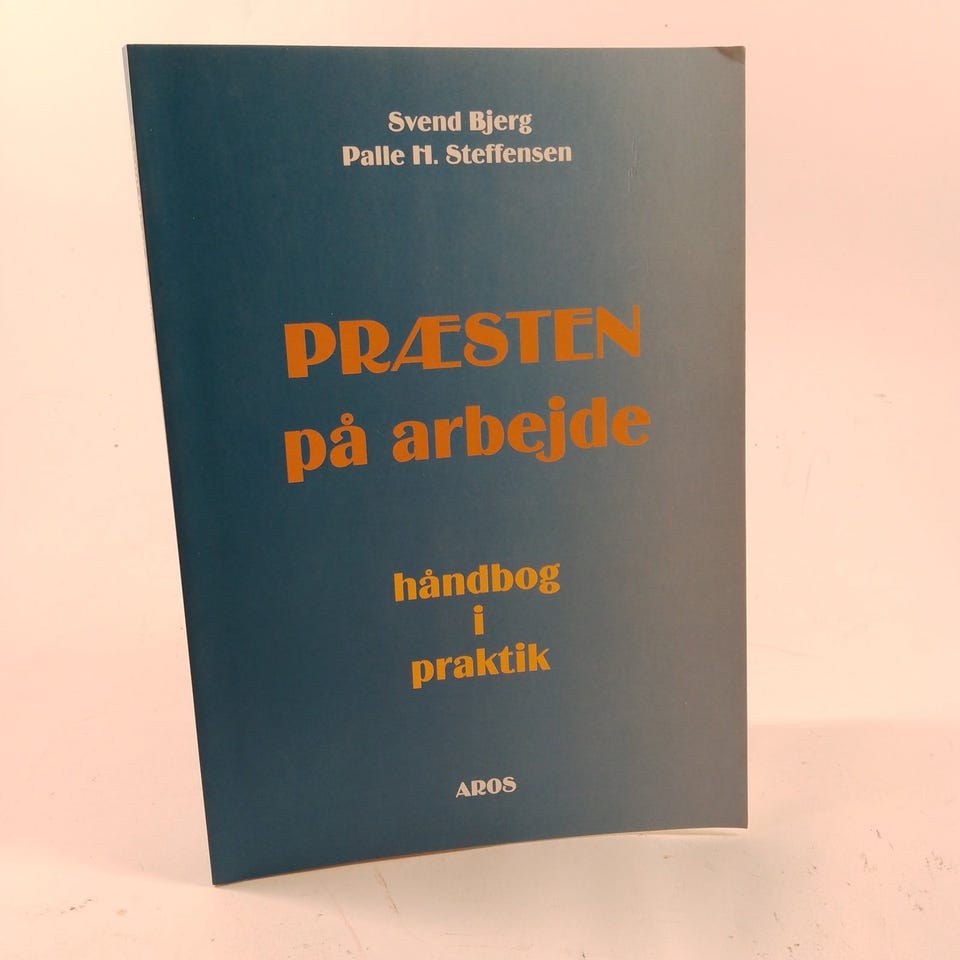 Svend Bjerg
Palle H. Steffensen
PRÆSTEN
på arbejde
håndbog
i
praktik
AROS